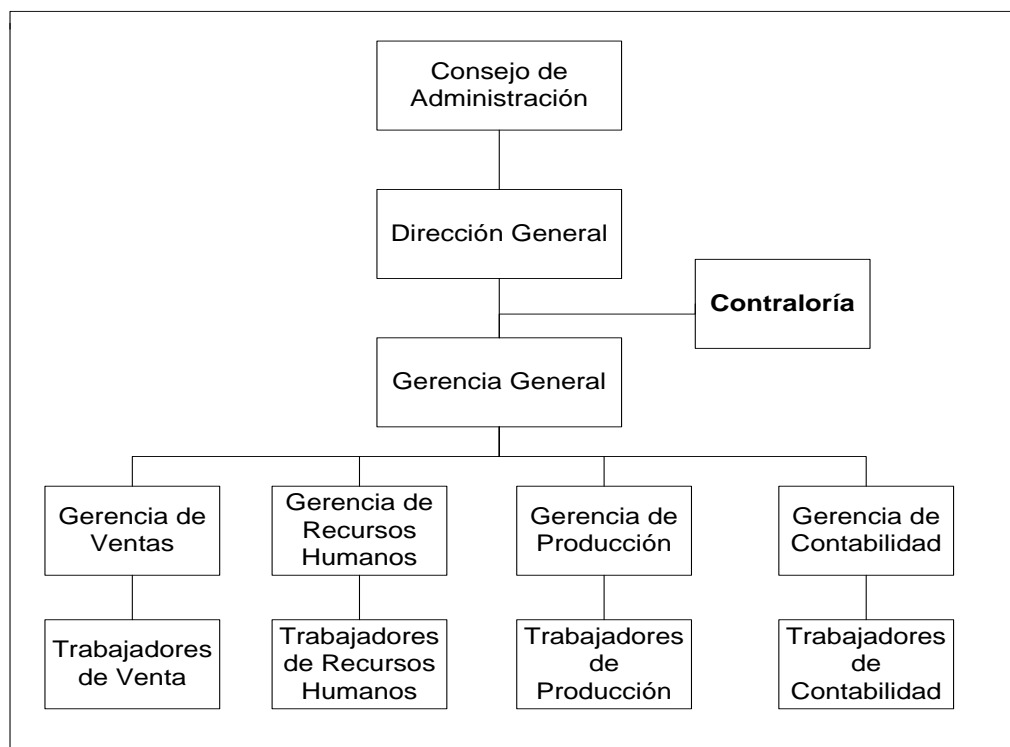 Consejo de
Administración
Dirección General
Contraloría
Gerencia General
Gerencia de
Ventas
Gerencia de
Recursos
Humanos
Gerencia de
Producción
Gerencia de
Contabilidad
Trabajadores
de Venta
Trabajadores
de Recursos
Humanos
Trabajadores
de
Producción
Trabajadores
de
Contabilidad